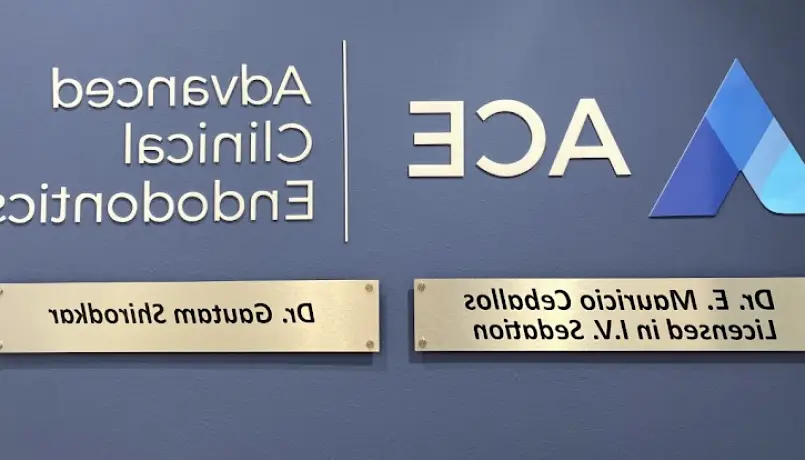 ACE
Advanced
Clinical
Endodontics
Dr. E. Mauricio Ceballos
Licensed in I.V. Sedation
Dr. Gautam Shirodkar